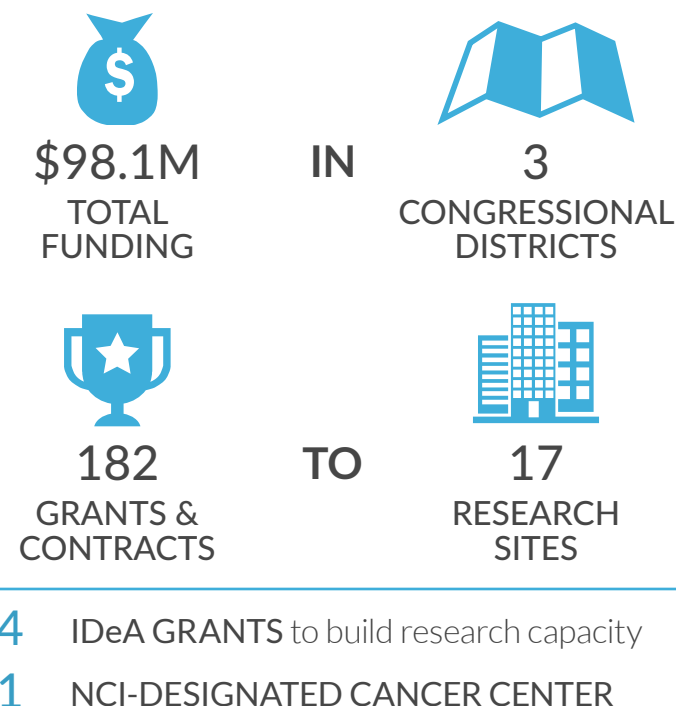 $
$98.1M IN 3
TOTAL CONGRESSIONAL
FUNDING DISTRICTS
182 TO 17
GRANTS & RESEARCH
CONTRACTS SITES
4 IDeA GRANTS to build research capacity
1 NCI-DESIGNATED CANCER CENTER